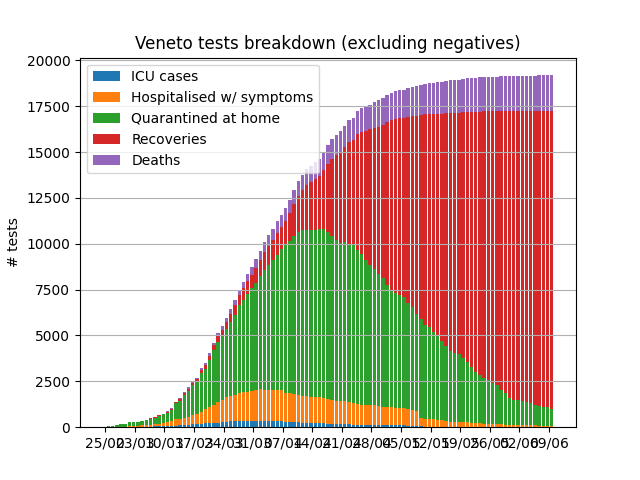 Veneto tests breakdown (excluding negatives)
ICU cases
Hospitalised w/ symptoms
Quarantined at home
Recoveries
Deaths
# tests
20000
17500
15000
12500
10000
7500
5000
2500
0
25/02 03/03 10/03 17/03 24/03 31/03 07/04 14/04 21/04 28/04 05/05 12/05 19/05 26/05 02/06 09/06